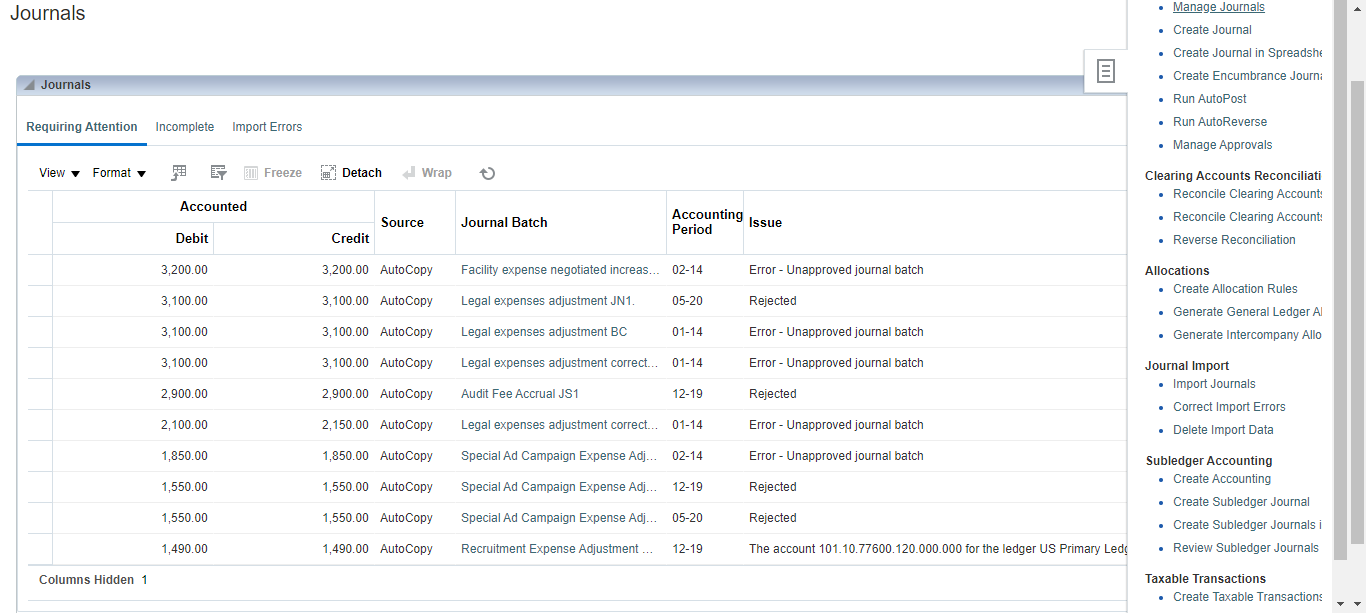 Journals
Journals
Requiring Attention Incomplete Import Errors
View Format Freeze Detach Wrap
Accounted
Debit Credit Source Journal Batch Accounting Period Issue
3,200.00 3,200.00 AutoCopy Facility expense negotiated increas... 02-14 Error - Unapproved journal batch
3,100.00 3,100.00 AutoCopy Legal expenses adjustment JN1. 05-20 Rejected
3,100.00 3,100.00 AutoCopy Legal expenses adjustment BC 01-14 Error - Unapproved journal batch
3,100.00 3,100.00 AutoCopy Legal expenses adjustment correct... 01-14 Error - Unapproved journal batch
2,900.00 2,900.00 AutoCopy Audit Fee Accrual JS1 12-19 Rejected
2,100.00 2,150.00 AutoCopy Legal expenses adjustment correct... 01-14 Error - Unapproved journal batch
1,850.00 1,850.00 AutoCopy Special Ad Campaign Expense Adj... 02-14 Error - Unapproved journal batch
1,550.00 1,550.00 AutoCopy Special Ad Campaign Expense Adj... 12-19 Rejected
1,550.00 1,550.00 AutoCopy Special Ad Campaign Expense Adj... 05-20 Rejected
1,490.00 1,490.00 AutoCopy Recruitment Expense Adjustment ... 12-19 The account 101.10.77600.120.000.000 for the ledger US Primary Ledg
Columns Hidden 1
Manage Journals
Create Journal
Create Journal in Spreadshe
Create Encumbrance Journa
Run AutoPost
Run AutoReverse
Manage Approvals
Clearing Accounts Reconciliati
Reconcile Clearing Accounts
Reconcile Clearing Accounts
Reverse Reconciliation
Allocations
Create Allocation Rules
Generate General Ledger Al
Generate Intercompany Allo
Journal Import
Import Journals
Correct Import Errors
Delete Import Data
Subledger Accounting
Create Accounting
Create Subledger Journal
Create Subledger Journals i
Review Subledger Journals
Taxable Transactions
Create Taxable Transactions